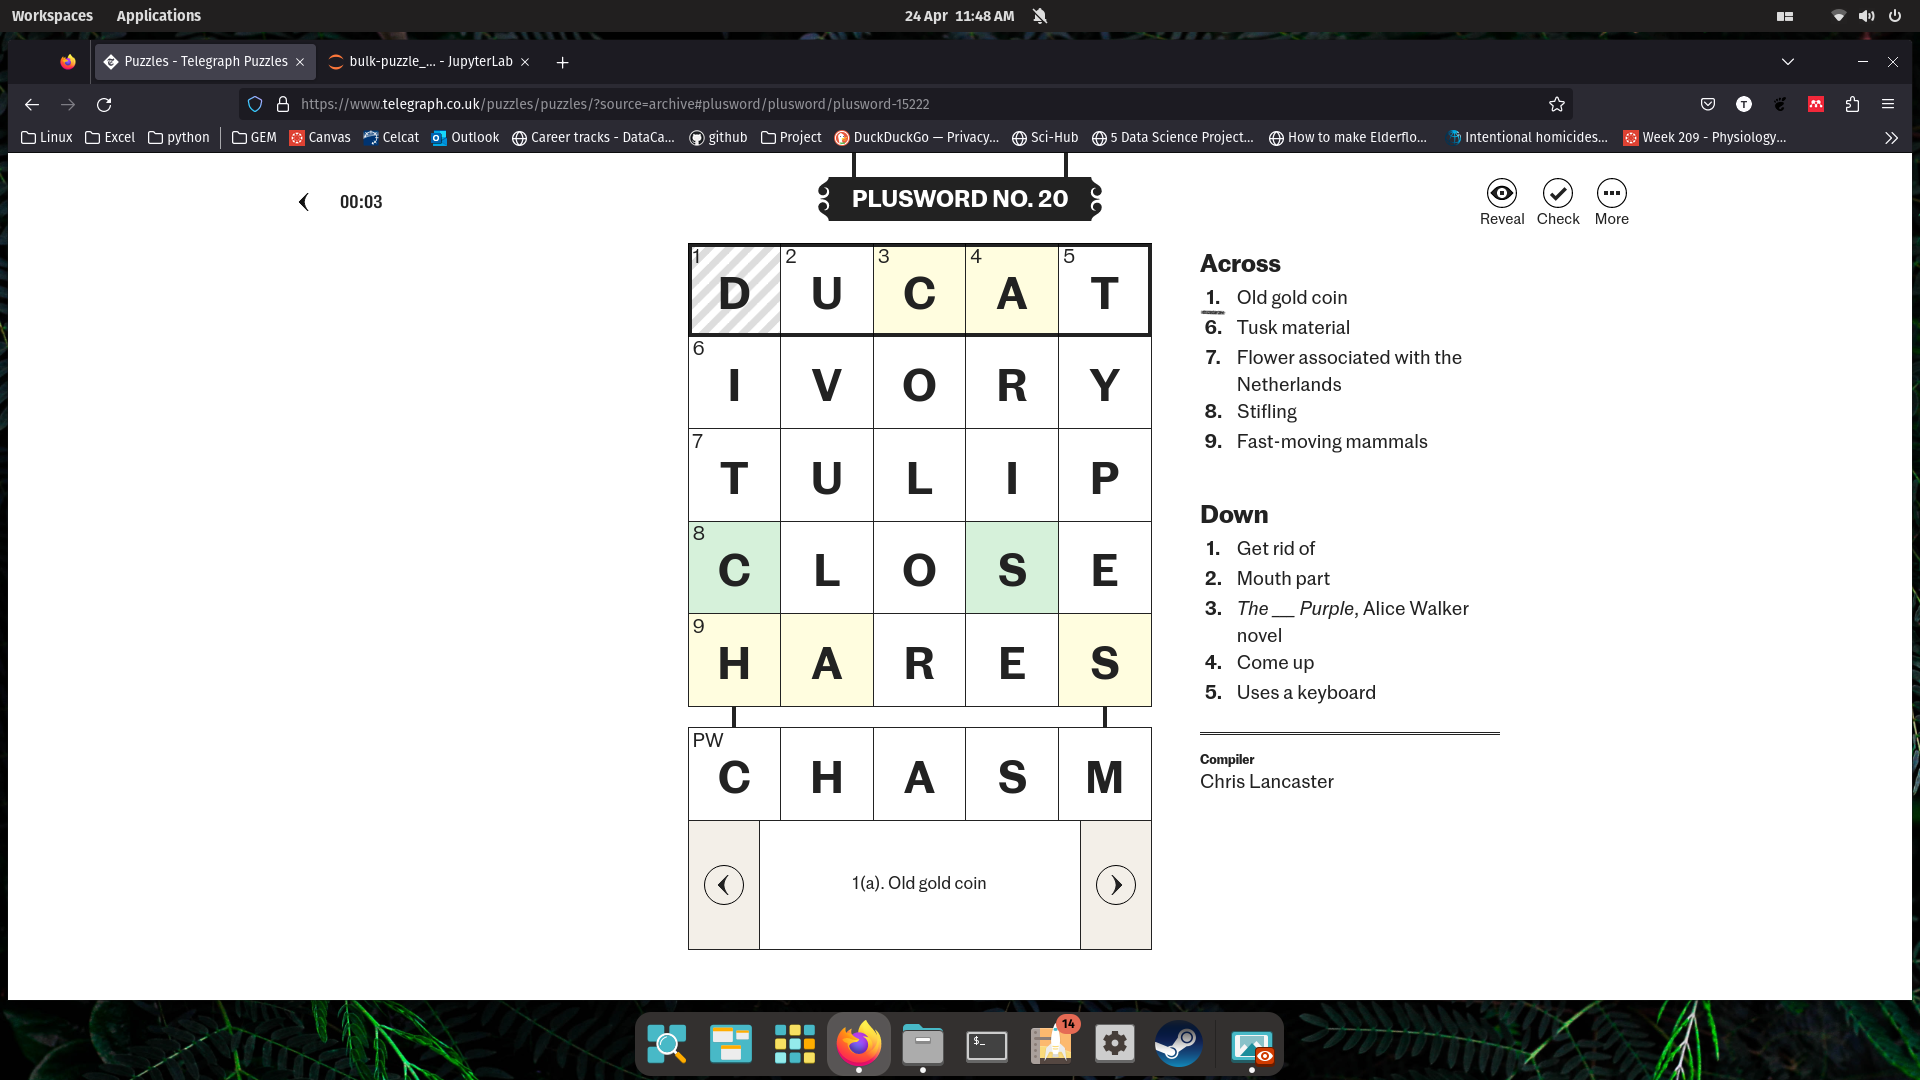 Workspaces Applications 24 Apr 11:48 AM
Puzzles - Telegraph Puzzles bulk-puzzle_... - JupyterLab
https://www.telegraph.co.uk/puzzles/puzzles/?source=archive#plusword/plusword/plusword-15222
Linux Excel python GEM Canvas Celcat Outlook Career tracks - DataCa... github Project DuckDuckGo — Privacy... Sci-Hub 5 Data Science Project... How to make Elderflo... Intentional homicides... Week 209 - Physiology...
00:03
PLUSWORD NO. 20
Reveal Check More
1 D 2 U 3 C 4 A 5 T
6 I V O R Y
7 T U L I P
8 C L O S E
9 H A R E S
PW C H A S M
1(a). Old gold coin
Across
1. Old gold coin
6. Tusk material
7. Flower associated with the
Netherlands
8. Stifling
9. Fast-moving mammals
Down
1. Get rid of
2. Mouth part
3. The ___ Purple, Alice Walker
novel
4. Come up
5. Uses a keyboard
Compiler
Chris Lancaster
$_
14